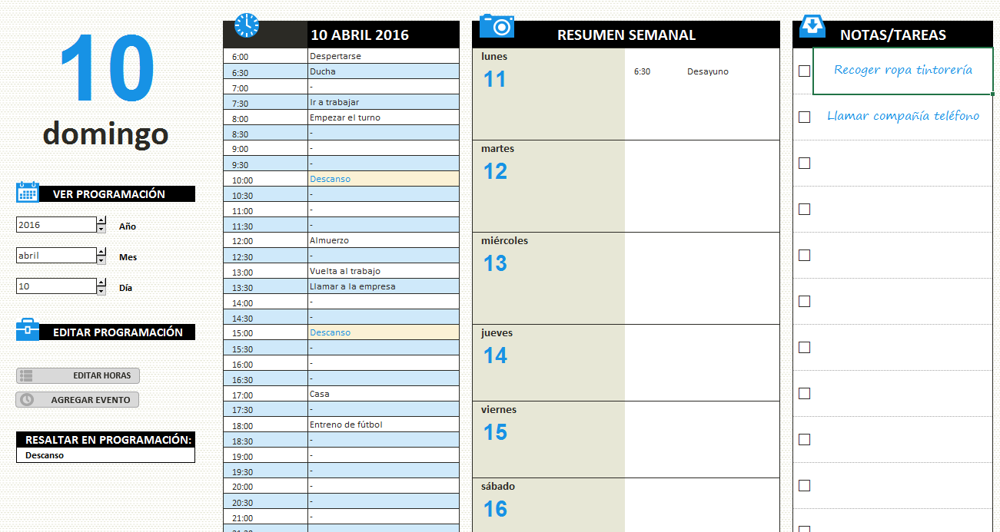 10
domingo
VER PROGRAMACIÓN
2016 Año
abril Mes
10 Día
EDITAR PROGRAMACIÓN
EDITAR HORAS
AGREGAR EVENTO
RESALTAR EN PROGRAMACIÓN:
Descanso
10 ABRIL 2016
6:00 Despertarse
6:30 Ducha
7:00 -
7:30 Ir a trabajar
8:00 Empezar el turno
8:30 -
9:00 -
9:30 -
10:00 Descanso
10:30 -
11:00 -
11:30 -
12:00 Almuerzo
12:30 -
13:00 Vuelta al trabajo
13:30 Llamar a la empresa
14:00 -
14:30 -
15:00 Descanso
15:30 -
16:00 -
16:30 -
17:00 Casa
17:30 -
18:00 Entreno de fútbol
18:30 -
19:00 -
19:30 -
20:00 -
20:30 -
21:00 -
RESUMEN SEMANAL
lunes
11
6:30 Desayuno
martes
12
miércoles
13
jueves
14
viernes
15
sábado
16
NOTAS/TAREAS
Recoger ropa tintorería
Llamar compañía teléfono